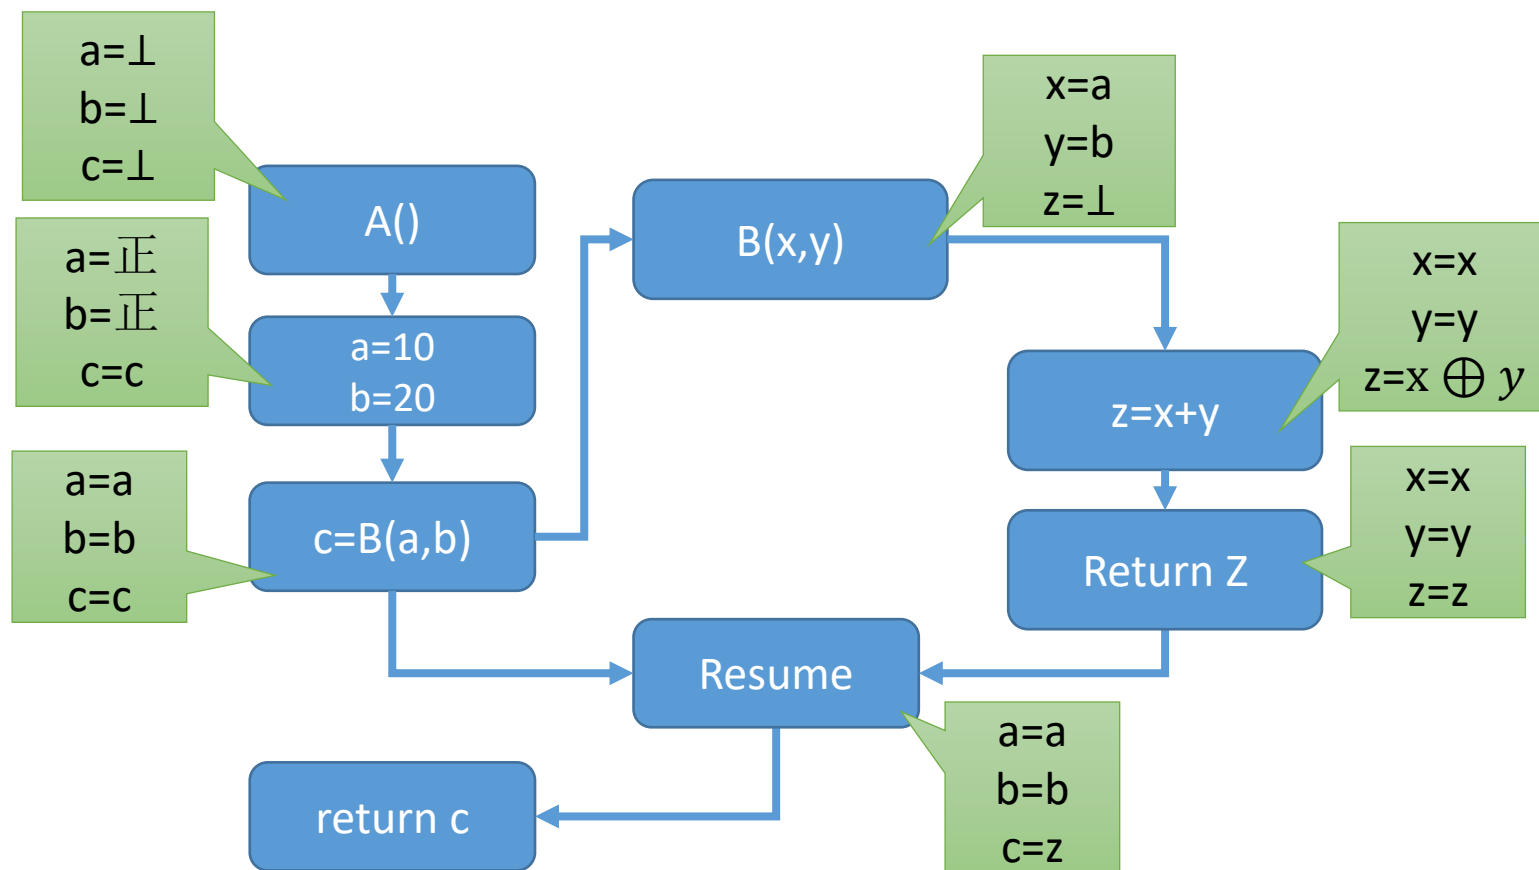 a=⊥
b=⊥
c=⊥
A()
a=正
b=正
c=c
a=10
b=20
a=a
b=b
c=c
c=B(a,b)
B(x,y)
x=a
y=b
z=⊥
x=x
y=y
z=x ⊕ y
z=x+y
x=x
y=y
z=z
Return Z
Resume
a=a
b=b
c=z
return c